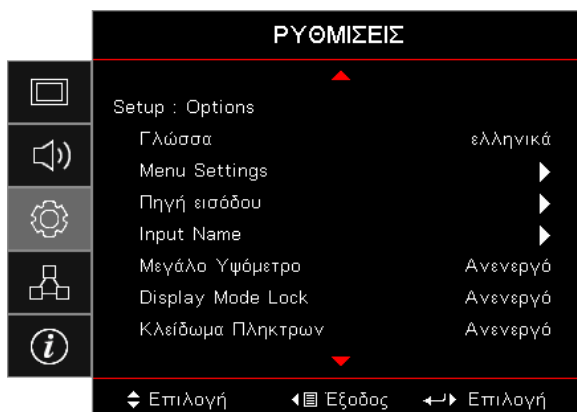 ΡΥΘΜΙΣΕΙΣ
Setup : Options
Γλώσσα ελληνικά
Menu Settings
Πηγή εισόδου
Input Name
Μεγάλο Υψόμετρο Ανενεργό
Display Mode Lock Ανενεργό
Κλείδωμα Πληκτρων Ανενεργό
Επιλογή Έξοδος Επιλογή